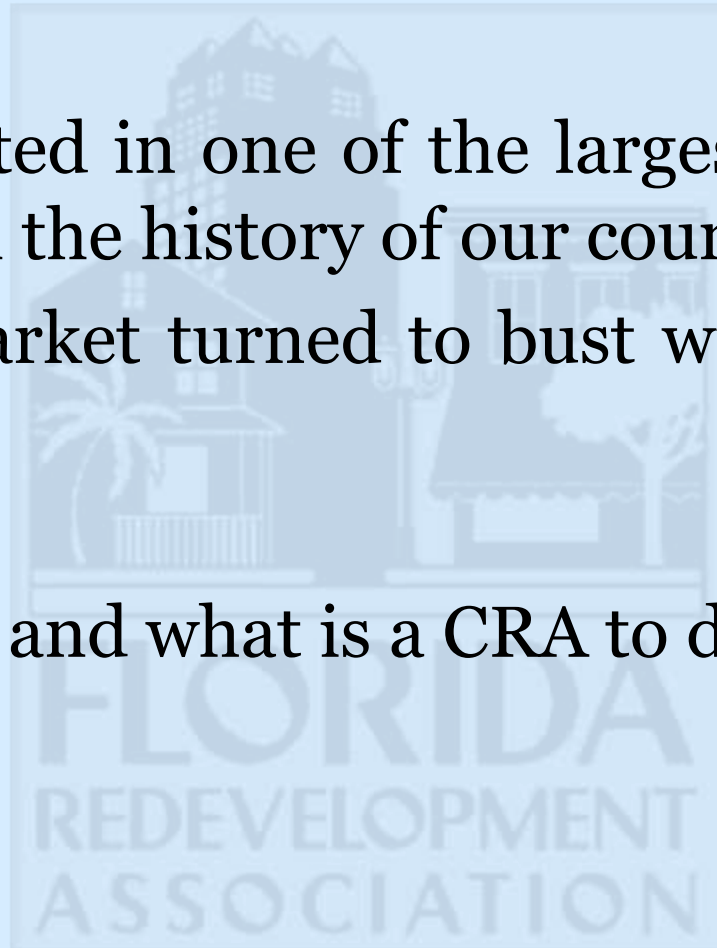 ted in one of the larges
the history of our cour
arket turned to bust w
and what is a CRA to d
FLORIDA
REDEVELOPMENT
ASSOCIATION